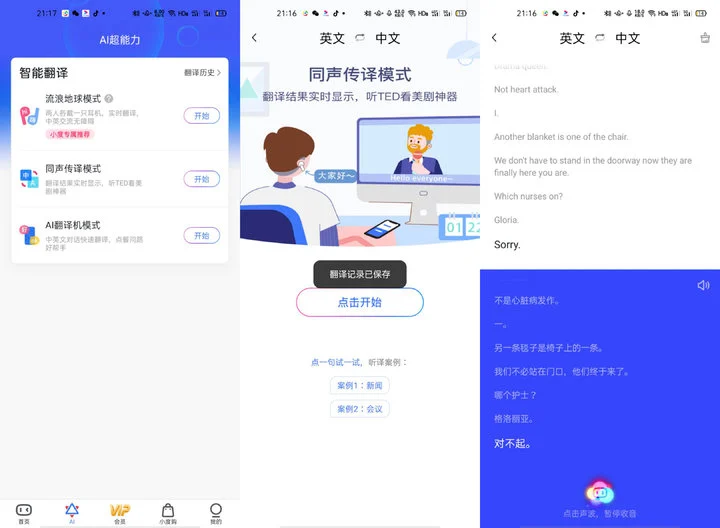 21:17
AI超能力
智能翻译
翻译历史 >
流浪地球模式 ?
两人各戴一只耳机，实时翻译，
中英交流无障碍
小度专属推荐
开始
同声传译模式
翻译结果实时显示，听TED看美
剧神器
开始
AI翻译机模式
中英文对话快速翻译，点餐问路
好帮手
开始
首页
AI
VIP
会员
小度购
我的
21:16
英文
中文
同声传译模式
翻译结果实时显示，听TED看美剧神器
大家好~
Hello everyone~
01
22
翻译记录已保存
点击开始
点一句试一试，听译案例：
案例1：新闻
案例2：会议
21:16
英文
中文
Drama queen.
Not heart attack.
I.
Another blanket is one of the chair.
We don't have to stand in the doorway now they are
finally here you are.
Which nurses on?
Gloria.
Sorry.
不是心脏病发作。
一。
另一条毯子是椅子上的一条。
我们不必站在门口，他们终于来了。
哪个护士？
格洛丽亚。
对不起。
点击声波，暂停收音